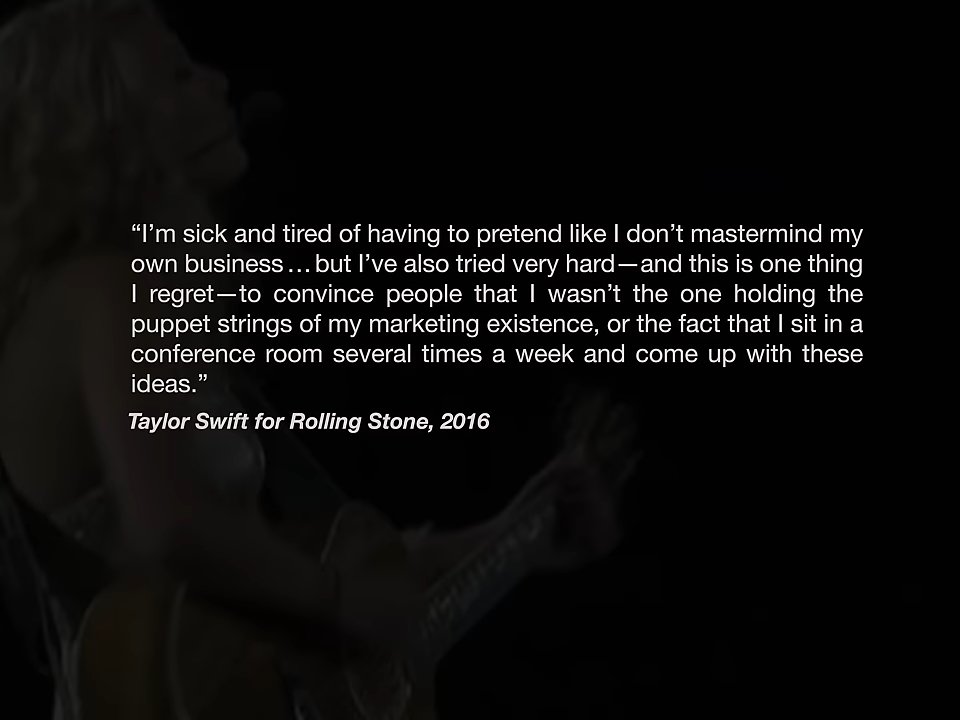 “I’m sick and tired of having to pretend like I don’t mastermind my
own business…but I’ve also tried very hard—and this is one thing
I regret—to convince people that I wasn’t the one holding the
puppet strings of my marketing existence, or the fact that I sit in a
conference room several times a week and come up with these
ideas.”
Taylor Swift for Rolling Stone, 2016